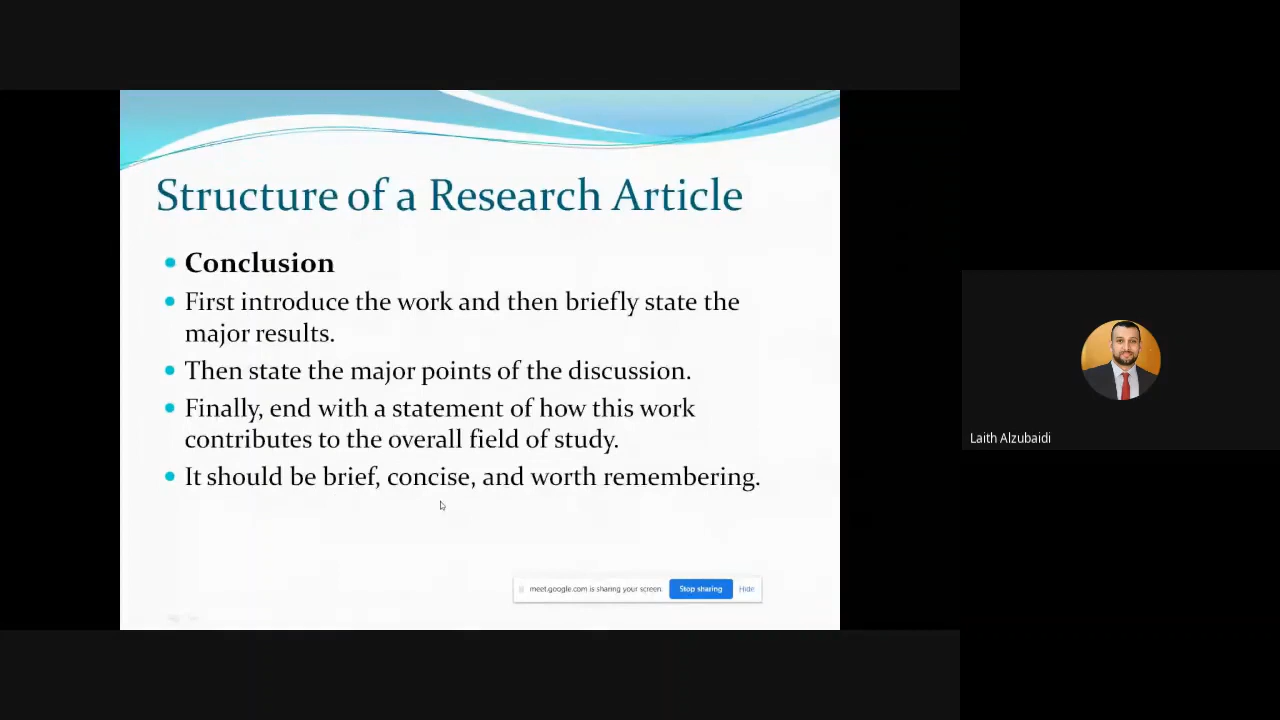 Structure of a Research Article
Conclusion
First introduce the work and then briefly state the
major results.
Then state the major points of the discussion.
Finally, end with a statement of how this work
contributes to the overall field of study.
It should be brief, concise, and worth remembering.
meet.google.com is sharing your screen. Stop sharing Hide
Laith Alzubaidi